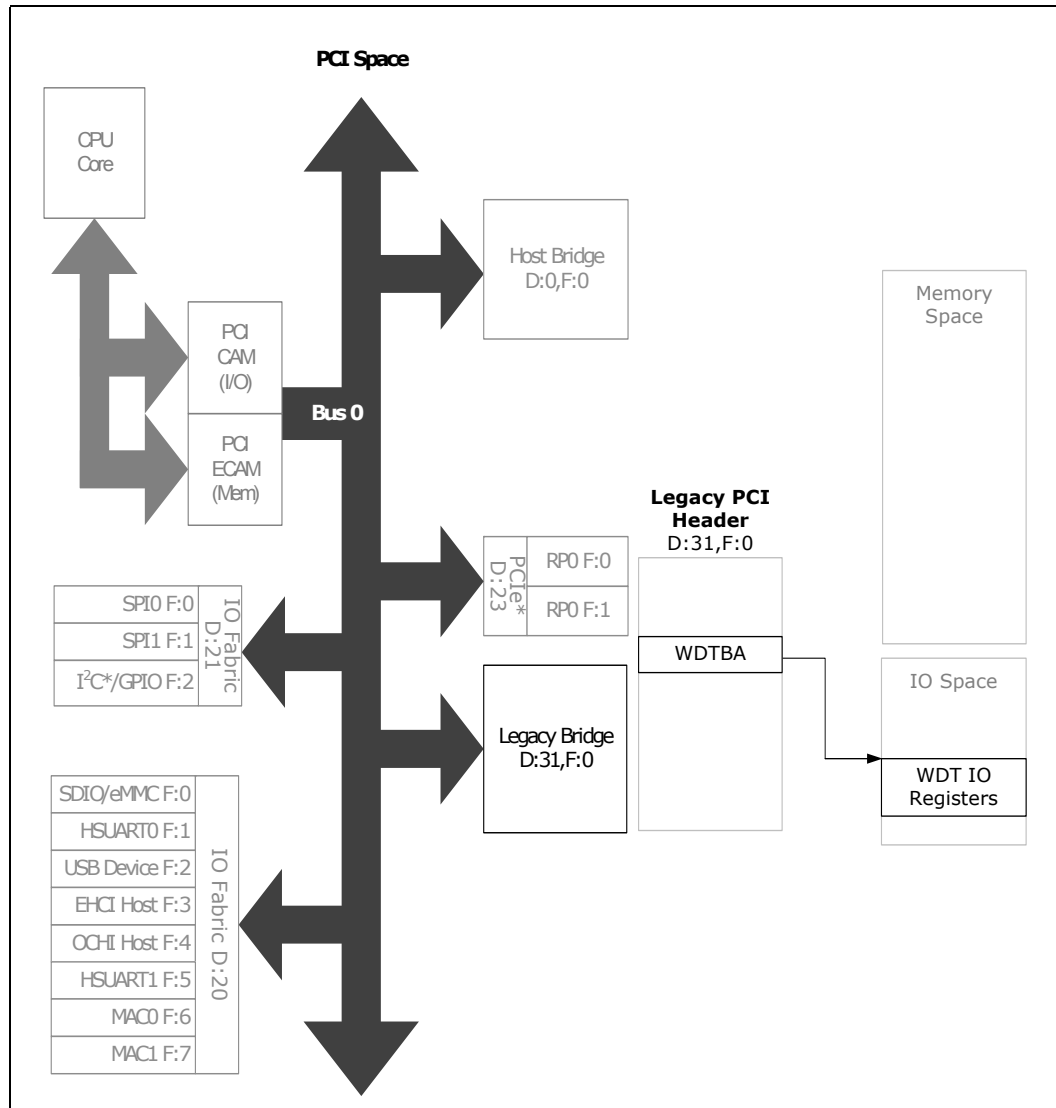 PCI Space
CPU
Core
Host Bridge
D:0,F:0
Memory
Space
PCI
CAM
(I/O)
Bus 0
PCI
ECAM
(Mem)
Legacy PCI
Header
D:31,F:0
PCIe*
D:23
RP0 F:0
RP0 F:1
SPI0 F:0
SPI1 F:1
I²C*/GPIO F:2
IO Fabric
D:21
WDTBA
IO Space
Legacy Bridge
D:31,F:0
WDT IO
Registers
SDIO/eMMC F:0
HSUART0 F:1
USB Device F:2
EHCI Host F:3
OCHI Host F:4
HSUART1 F:5
MAC0 F:6
MAC1 F:7
IO Fabric D:20